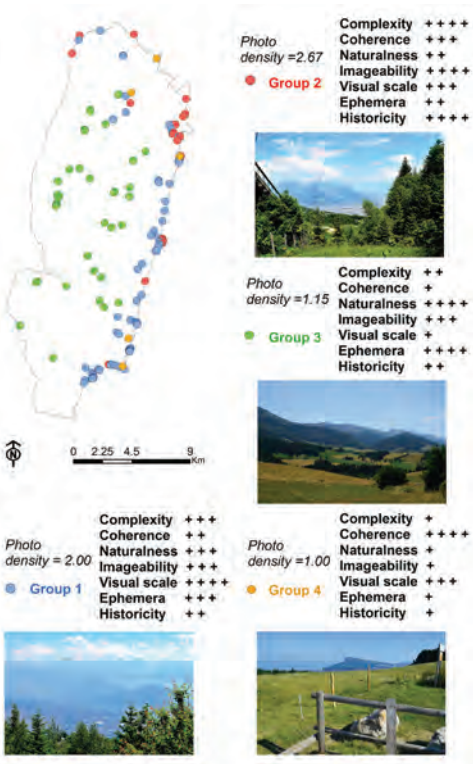 Photo
density =2.67
Group 2
Complexity ++++
Coherence +++
Naturalness ++
Imageability ++++
Visual scale +++
Ephemera ++
Historicity ++++
Photo
density =1.15
Group 3
Complexity ++
Coherence +
Naturalness ++++
Imageability +++
Visual scale +
Ephemera ++++
Historicity ++
N
0 2.25 4.5 9
Km
Photo
density = 2.00
Group 1
Complexity +++
Coherence ++
Naturalness +++
Imageability +++
Visual scale ++++
Ephemera +++
Historicity ++
Photo
density =1.00
Group 4
Complexity +
Coherence ++++
Naturalness +
Imageability +
Visual scale +++
Ephemera +
Historicity +